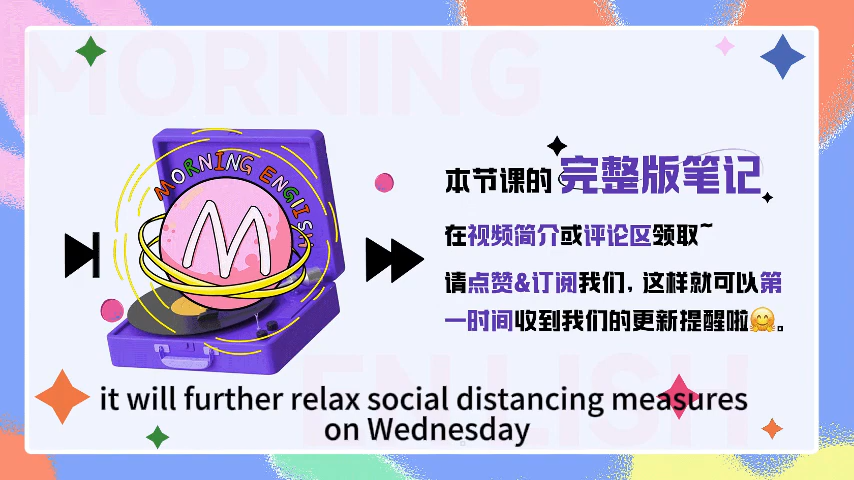 MORNING
MORNING ENGLISH
M
本节课的 完整版笔记
在视频简介或评论区领取~
请点赞&订阅我们,这样就可以第
一时间收到我们的更新提醒啦🤗。
ENGLISH
it will further relax social distancing measures
on Wednesday